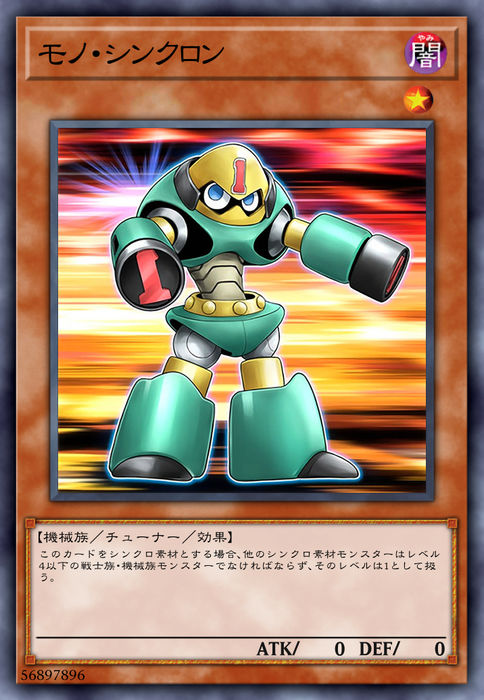 モノ・シンクロン
やみ
闇
1
1
【機械族／チューナー／効果】
このカードをシンクロ素材とする場合、他のシンクロ素材モンスターはレベル
4以下の戦士族・機械族モンスターでなければならず、そのレベルは1として扱
う。
ATK/ 0 DEF/ 0
56897896